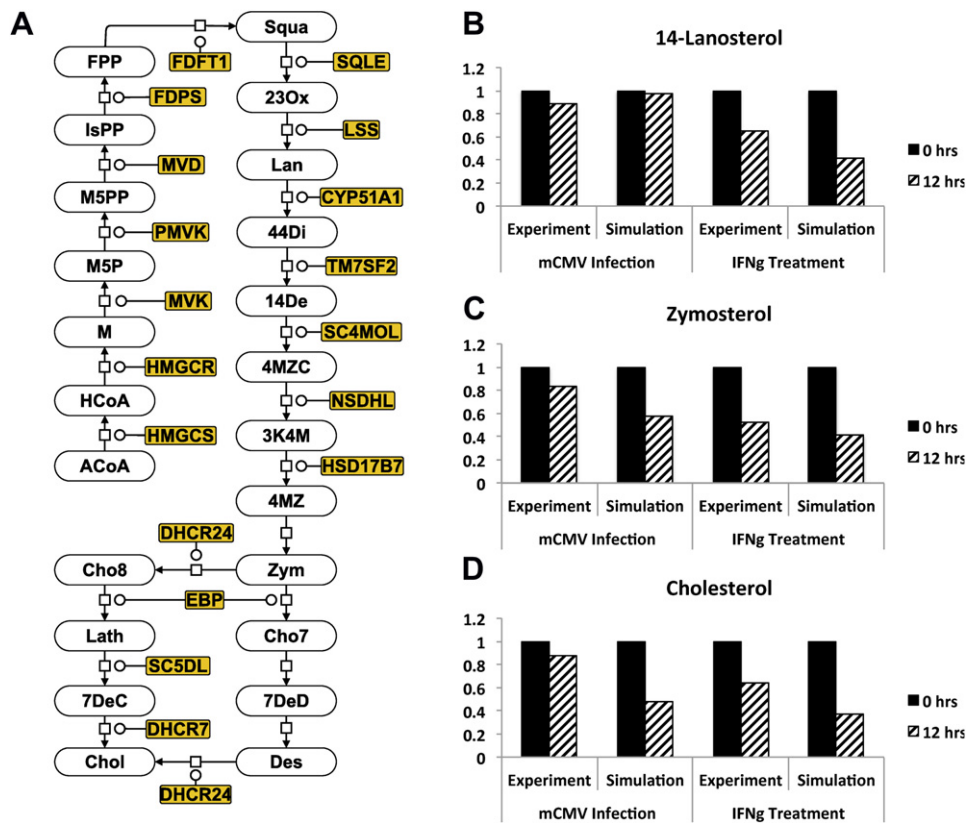 A
Squa
FPP
FDFT1
SQLE
FDPS
23Ox
IsPP
LSS
MVD
Lan
M5PP
CYP51A1
PMVK
44Di
M5P
TM7SF2
MVK
14De
M
SC4MOL
HMGCR
4MZC
HCoA
NSDHL
HMGCS
3K4M
ACoA
HSD17B7
4MZ
DHCR24
Cho8
Zym
EBP
Lath
Cho7
SC5DL
7DeC
7DeD
DHCR7
Chol
Des
DHCR24
B
14-Lanosterol
1.2
1
0.8
0.6
0.4
0.2
0
0 hrs
12 hrs
Experiment Simulation Experiment Simulation
mCMV Infection IFNg Treatment
C
Zymosterol
1.2
1
0.8
0.6
0.4
0.2
0
0 hrs
12 hrs
Experiment Simulation Experiment Simulation
mCMV Infection IFNg Treatment
D
Cholesterol
1.2
1
0.8
0.6
0.4
0.2
0
0 hrs
12 hrs
Experiment Simulation Experiment Simulation
mCMV Infection IFNg Treatment